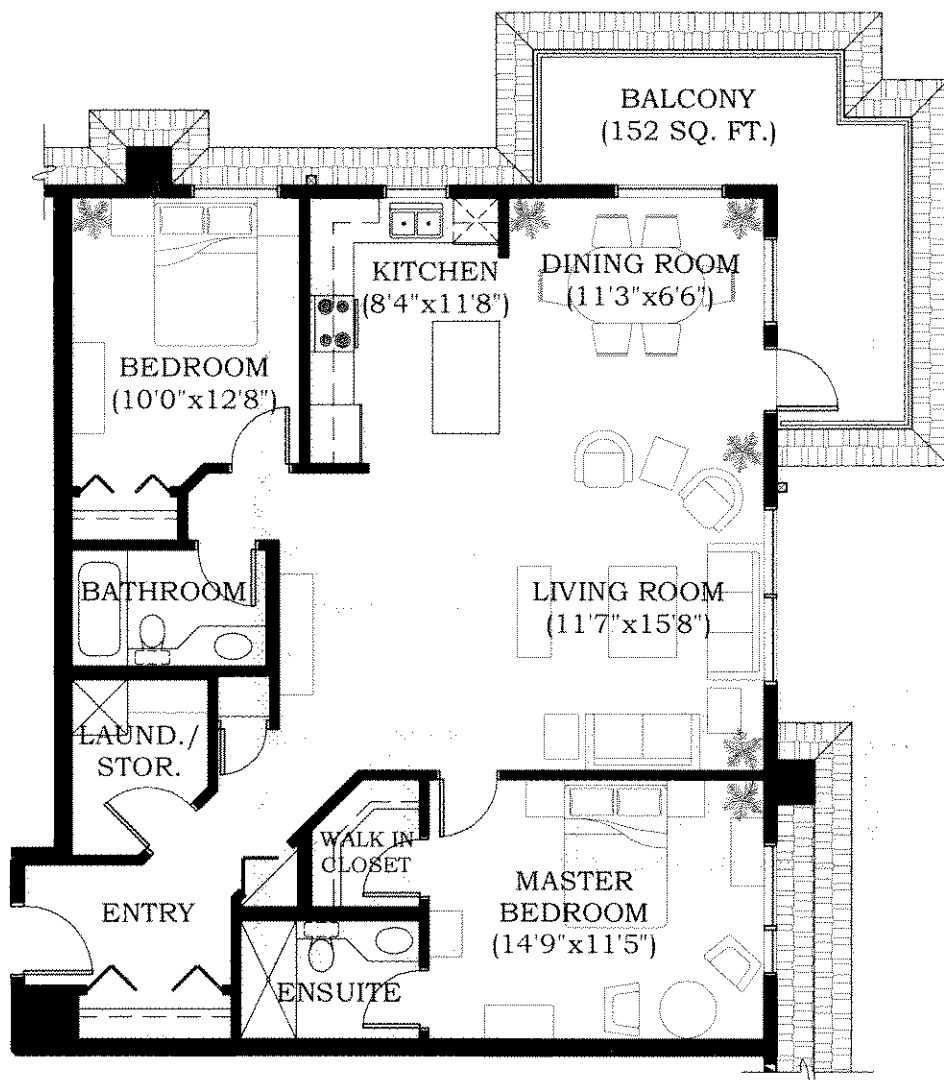 BALCONY
(152 SQ. FT.)
KITCHEN
(8'4"x11'8")
DINING ROOM
(11'3"x6'6")
BEDROOM
(10'0"x12'8")
BATHROOM
LIVING ROOM
(11'7"x15'8")
LAUND./
STOR.
WALK IN
CLOSET
MASTER
BEDROOM
(14'9"x11'5")
ENTRY
ENSUITE